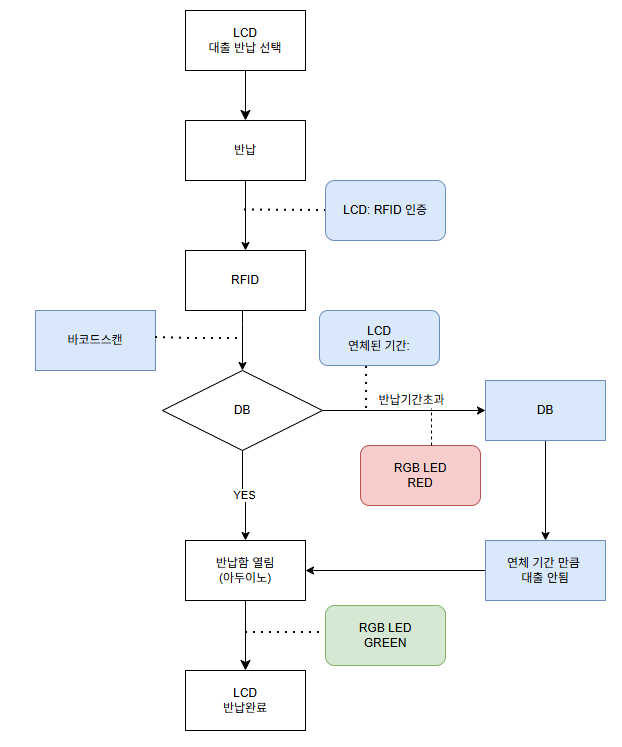 LCD
대출 반납 선택
반납
LCD: RFID 인증
RFID
바코드스캔
LCD
연체된 기간:
DB
반납기간초과
DB
RGB LED
RED
YES
반납함 열림
(아두이노)
연체 기간 만큼
대출 안됨
RGB LED
GREEN
LCD
반납완료